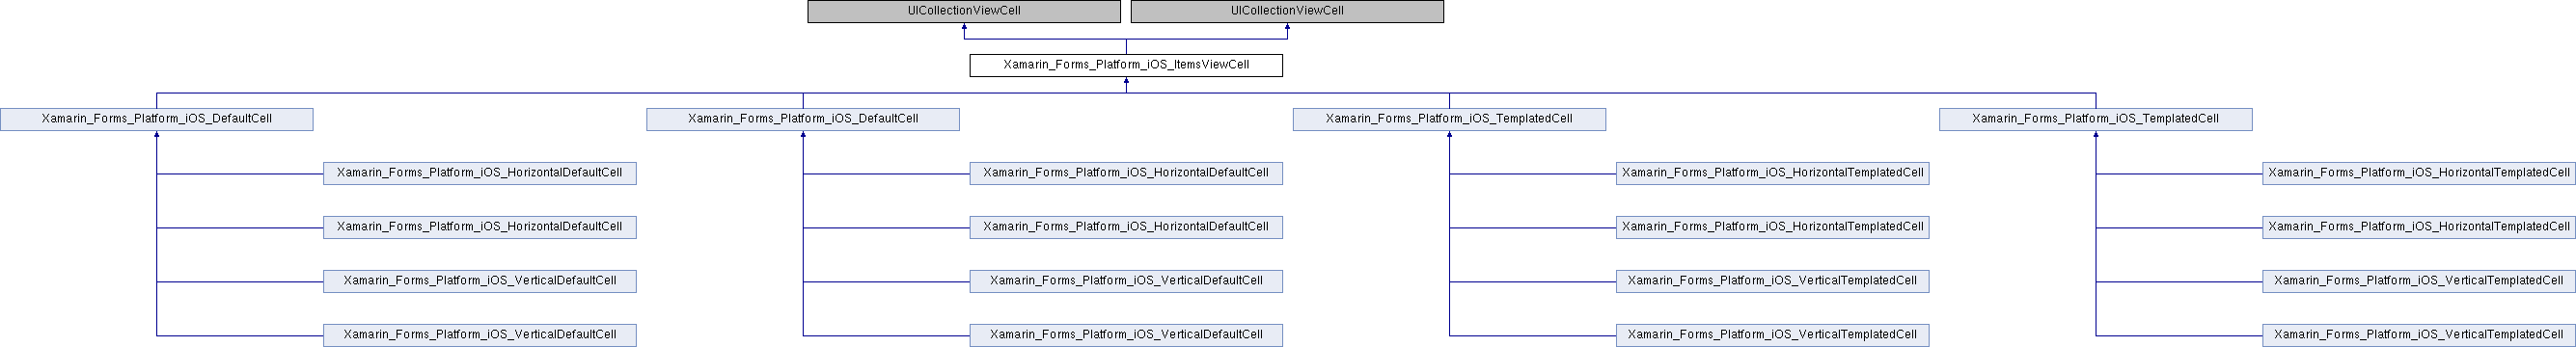 UICollectionViewCell UICollectionViewCell
Xamarin_Forms_Platform_iOS_ItemsViewCell
Xamarin_Forms_Platform_iOS_DefaultCell Xamarin_Forms_Platform_iOS_DefaultCell Xamarin_Forms_Platform_iOS_TemplatedCell Xamarin_Forms_Platform_iOS_TemplatedCell
Xamarin_Forms_Platform_iOS_HorizontalDefaultCell Xamarin_Forms_Platform_iOS_HorizontalDefaultCell Xamarin_Forms_Platform_iOS_HorizontalTemplatedCell Xamarin_Forms_Platform_iOS_HorizontalTemplatedCell
Xamarin_Forms_Platform_iOS_HorizontalDefaultCell Xamarin_Forms_Platform_iOS_HorizontalDefaultCell Xamarin_Forms_Platform_iOS_HorizontalTemplatedCell Xamarin_Forms_Platform_iOS_HorizontalTemplatedCell
Xamarin_Forms_Platform_iOS_VerticalDefaultCell Xamarin_Forms_Platform_iOS_VerticalDefaultCell Xamarin_Forms_Platform_iOS_VerticalTemplatedCell Xamarin_Forms_Platform_iOS_VerticalTemplatedCell
Xamarin_Forms_Platform_iOS_VerticalDefaultCell Xamarin_Forms_Platform_iOS_VerticalDefaultCell Xamarin_Forms_Platform_iOS_VerticalTemplatedCell Xamarin_Forms_Platform_iOS_VerticalTemplatedCell